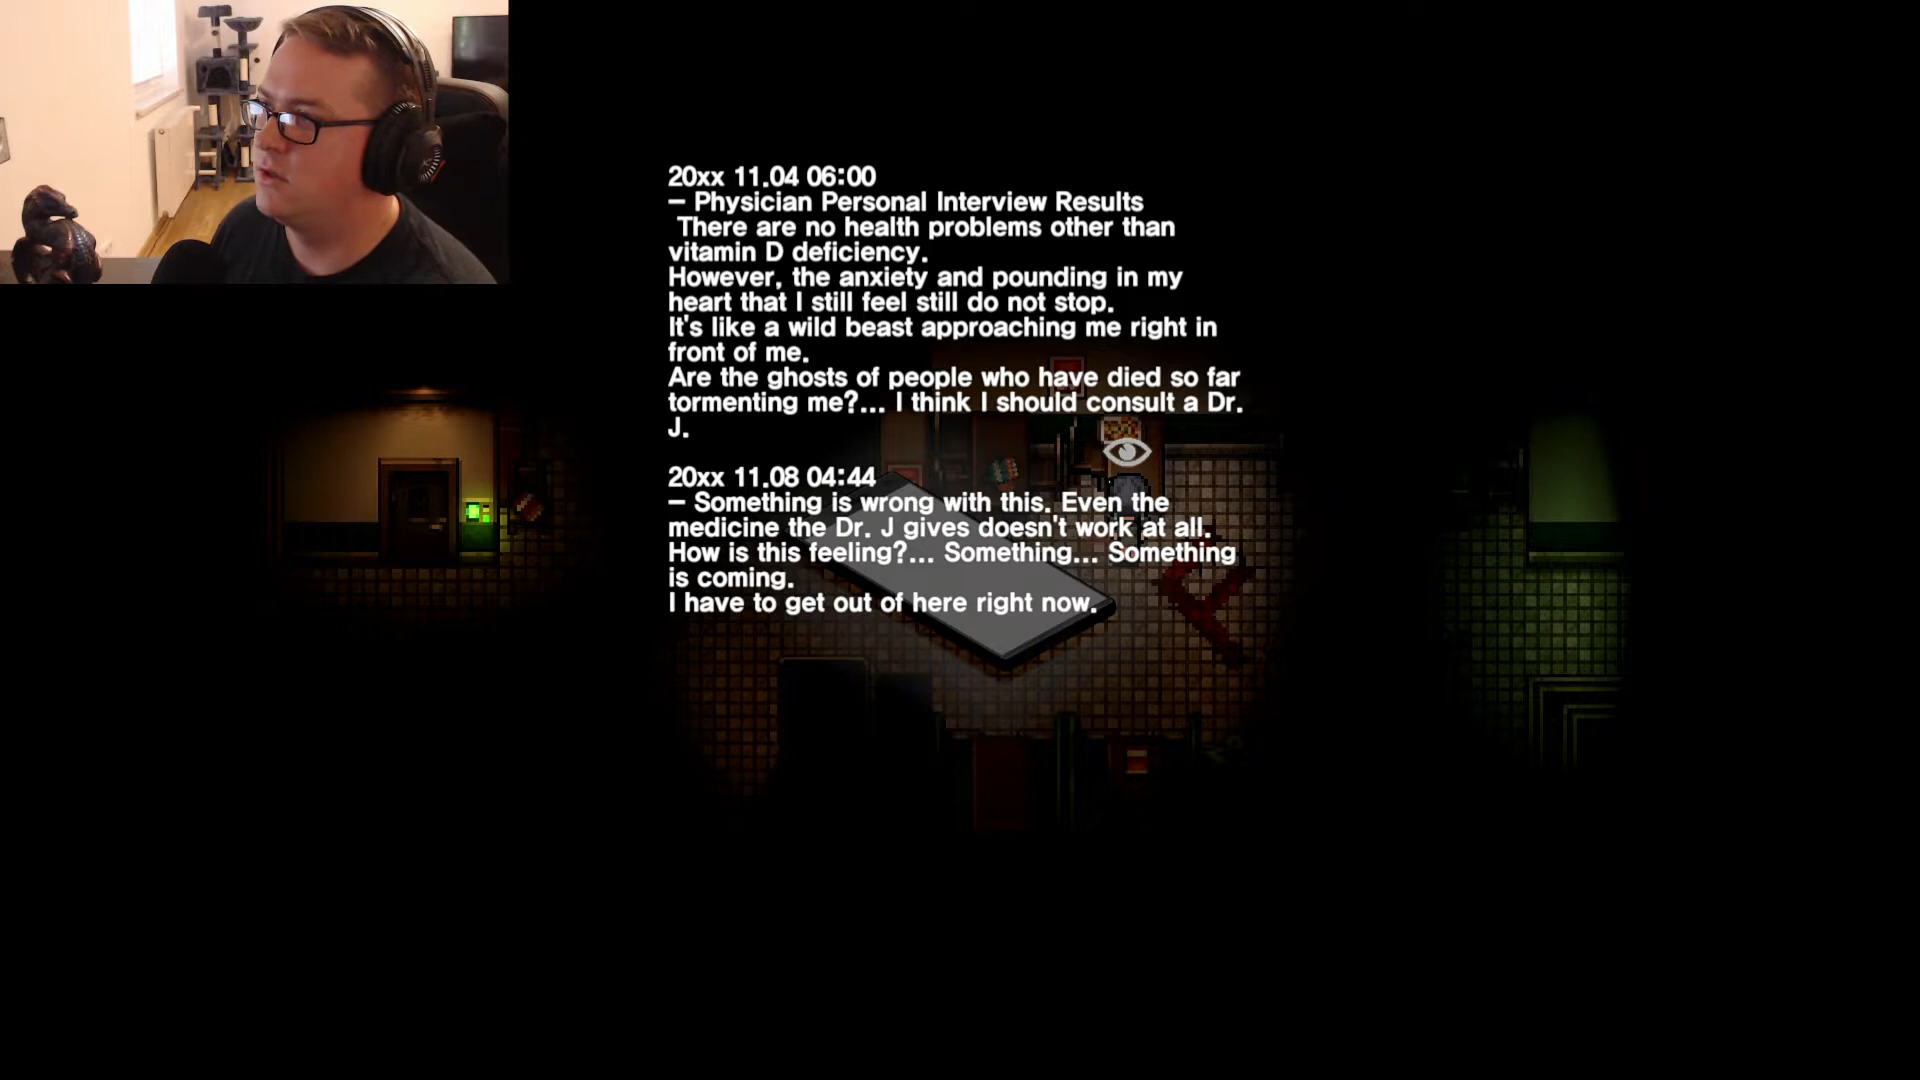 20xx 11.04 06:00
– Physician Personal Interview Results
There are no health problems other than
vitamin D deficiency.
However, the anxiety and pounding in my
heart that I still feel still do not stop.
It's like a wild beast approaching me right in
front of me.
Are the ghosts of people who have died so far
tormenting me?... I think I should consult a Dr.
J.
20xx 11.08 04:44
– Something is wrong with this. Even the
medicine the Dr. J gives doesn't work at all.
How is this feeling?... Something... Something
is coming.
I have to get out of here right now.